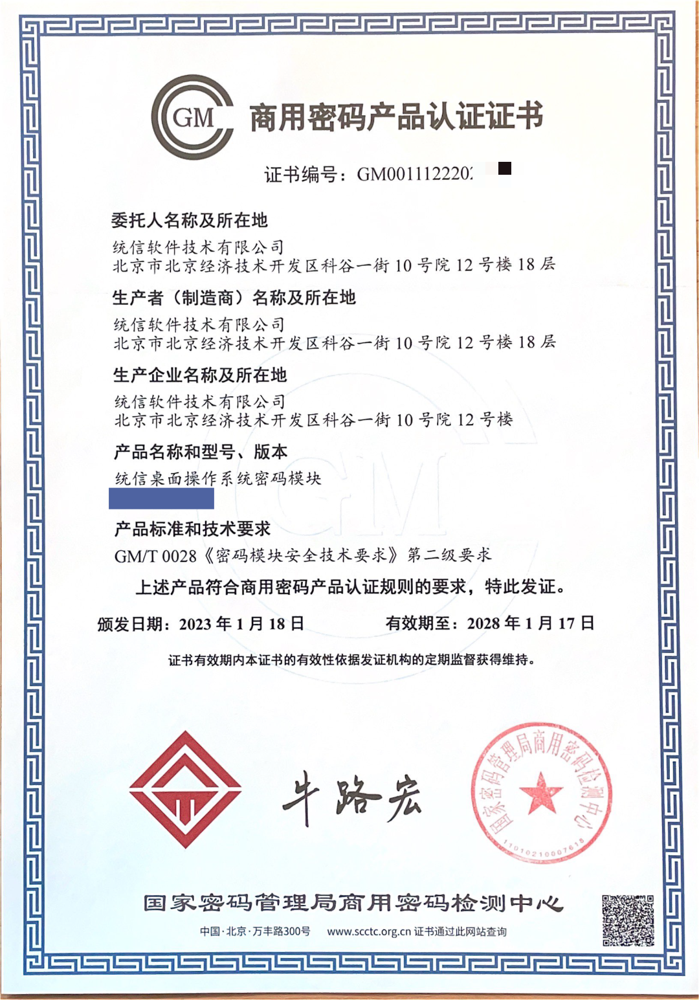 GM
商用密码产品认证证书
证书编号：GM0011122202
委托人名称及所在地
统信软件技术有限公司
北京市北京经济技术开发区科谷一街 10 号院 12 号楼 18 层
生产者（制造商）名称及所在地
统信软件技术有限公司
北京市北京经济技术开发区科谷一街 10 号院 12 号楼 18 层
生产企业名称及所在地
统信软件技术有限公司
北京市北京经济技术开发区科谷一街 10 号院 12 号楼
产品名称和型号、版本
统信桌面操作系统密码模块
GM
产品标准和技术要求
GM/T 0028《密码模块安全技术要求》第二级要求
上述产品符合商用密码产品认证规则的要求，特此发证。
颁发日期：2023 年 1 月 18 日 有效期至：2028 年 1 月 17 日
证书有效期内本证书的有效性依据发证机构的定期监督获得维持。
牛路宏
国家密码管理局商用密码检测中心
11010210007618
国家密码管理局商用密码检测中心
中国·北京·万丰路300号 www.scctc.org.cn 证书通过此网站查询